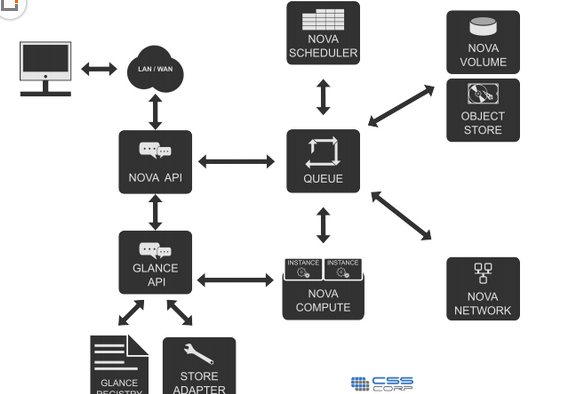 LAN / WAN
NOVA
SCHEDULER
NOVA
VOLUME
OBJECT
STORE
NOVA API
QUEUE
GLANCE
API
INSTANCE
INSTANCE
NOVA
COMPUTE
NOVA
NETWORK
GLANCE
REGISTRY
STORE
ADAPTER
CSS
CORP